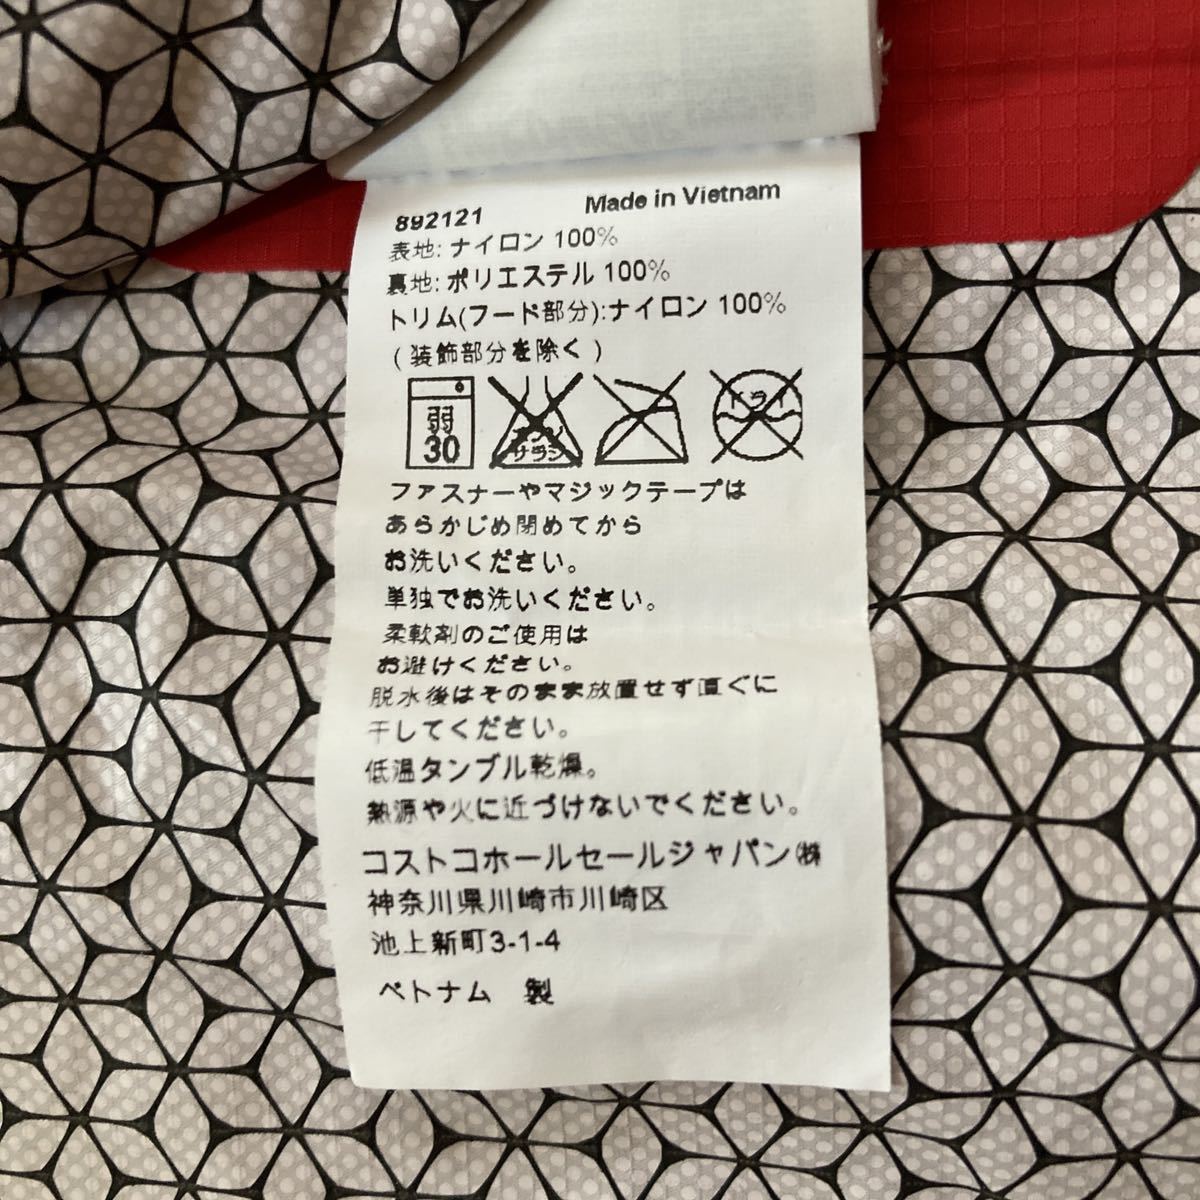 892121 Made in Vietnam
表地: ナイロン 100%
裏地: ポリエステル 100%
トリム(フード部分):ナイロン 100%
( 装飾部分を除く )
弱
30
エンソ
サラシ
ドライ
ファスナーやマジックテープは
あらかじめ閉めてから
お洗いください。
単独でお洗いください。
柔軟剤のご使用は
お避けください。
脱水後はそのまま放置せず直ぐに
干してください。
低温タンブル乾燥。
熱源や火に近づけないでください。
コストコホールセールジャパン㈱
神奈川県川崎市川崎区
池上新町3-1-4
ベトナム 製